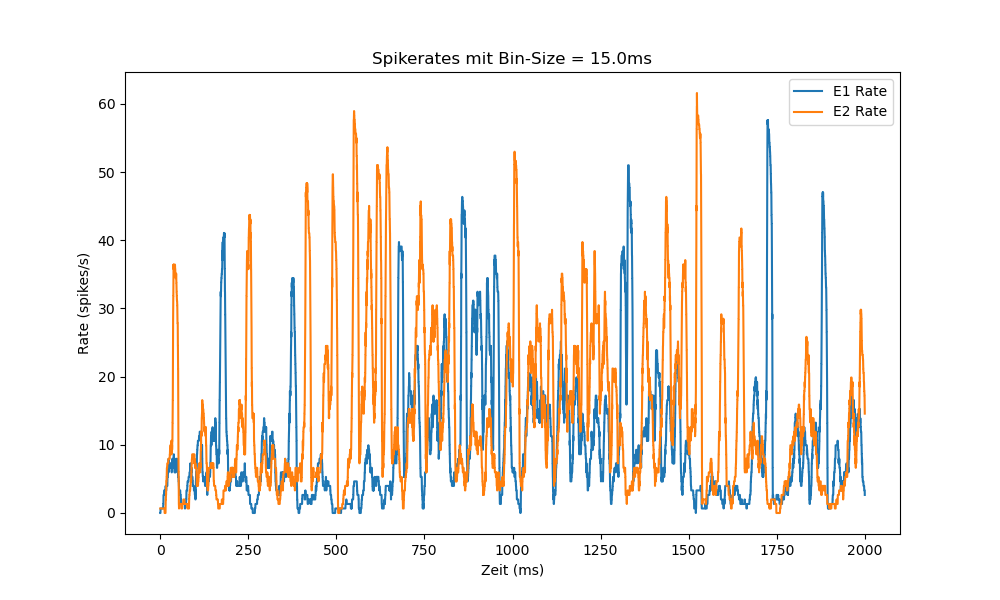 Spikerates mit Bin-Size = 15.0ms
E1 Rate
E2 Rate
60
50
40
30
20
10
0
Rate (spikes/s)
0 250 500 750 1000 1250 1500 1750 2000
Zeit (ms)